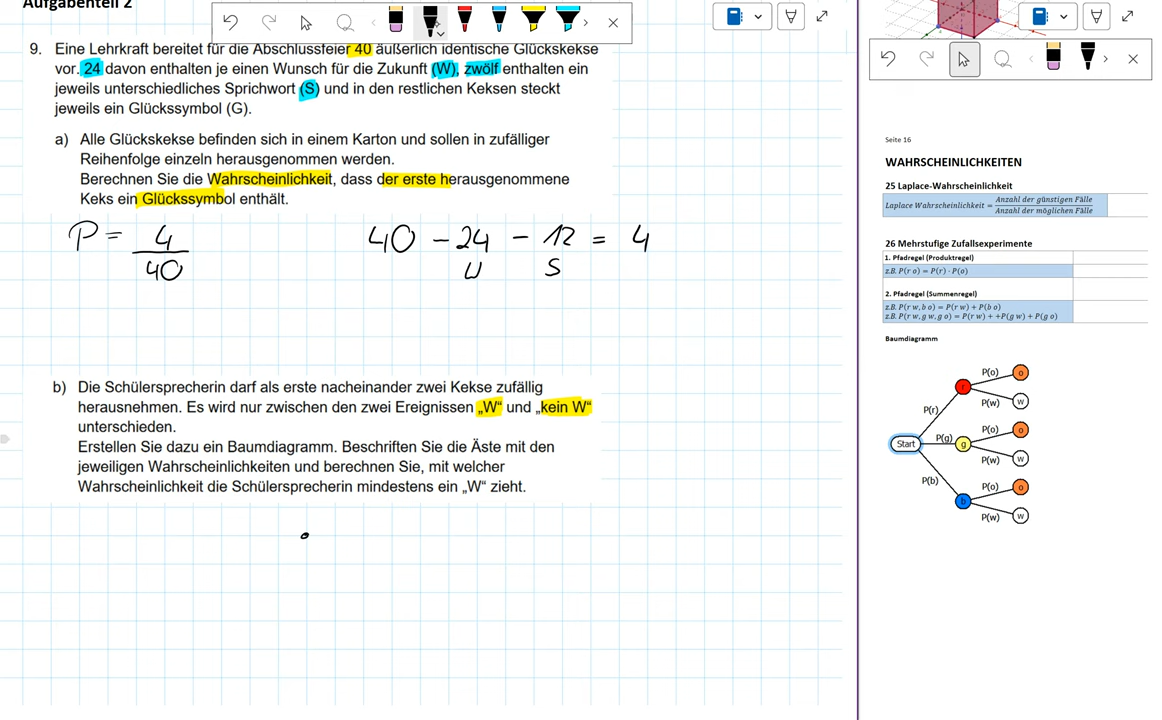 Aufgabenteil 2
9. Eine Lehrkraft bereitet für die Abschlussfeier 40 äußerlich identische Glückskekse
vor. 24 davon enthalten je einen Wunsch für die Zukunft (W), zwölf enthalten ein
jeweils unterschiedliches Sprichwort (S) und in den restlichen Keksen steckt
jeweils ein Glückssymbol (G).
a) Alle Glückskekse befinden sich in einem Karton und sollen in zufälliger
Reihenfolge einzeln herausgenommen werden.
Berechnen Sie die Wahrscheinlichkeit, dass der erste herausgenommene
Keks ein Glückssymbol enthält.
P = 4/40
40 - 24 - 12 = 4
W S
b) Die Schülersprecherin darf als erste nacheinander zwei Kekse zufällig
herausnehmen. Es wird nur zwischen den zwei Ereignissen „W“ und „kein W“
unterschieden.
Erstellen Sie dazu ein Baumdiagramm. Beschriften Sie die Äste mit den
jeweiligen Wahrscheinlichkeiten und berechnen Sie, mit welcher
Wahrscheinlichkeit die Schülersprecherin mindestens ein „W“ zieht.
Seite 16
WAHRSCHEINLICHKEITEN
25 Laplace-Wahrscheinlichkeit
Laplace Wahrscheinlichkeit = Anzahl der günstigen Fälle / Anzahl der möglichen Fälle
26 Mehrstufige Zufallsexperimente
1. Pfadregel (Produktregel)
z.B. P(r o) = P(r) · P(o)
2. Pfadregel (Summenregel)
z.B. P(r w, b o) = P(r w) + P(b o)
z.B. P(r w, g w, g o) = P(r w) + +P(g w) + P(g o)
Baumdiagramm
P(o) o
r
P(w) w
P(r)
P(o) o
Start P(g) g
P(w) w
P(b)
P(o) o
b
P(w) w